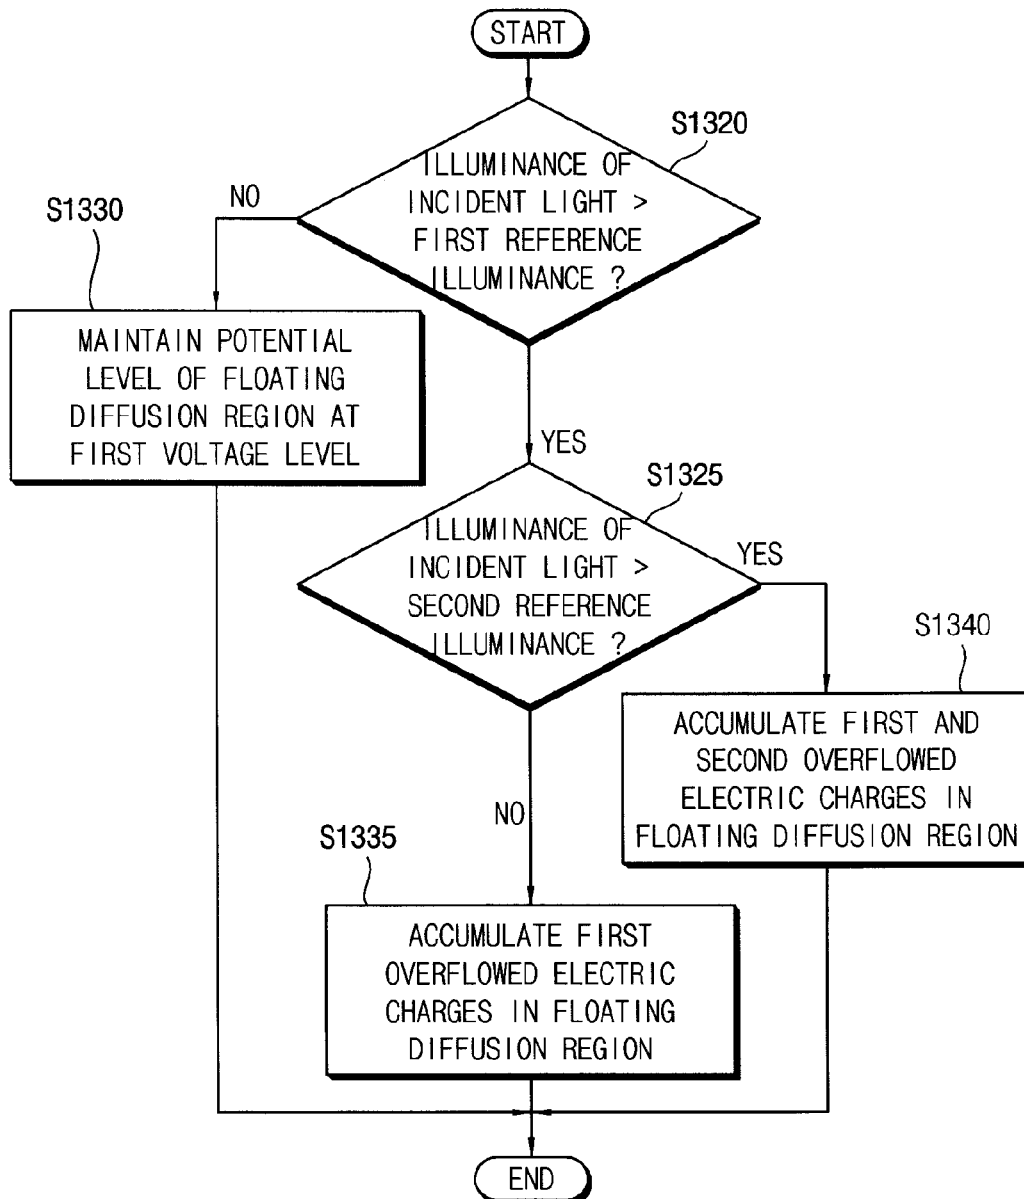 START
S1320
ILLUMINANCE OF
INCIDENT LIGHT >
FIRST REFERENCE
ILLUMINANCE ?
NO
S1330
MAINTAIN POTENTIAL
LEVEL OF FLOATING
DIFFUSION REGION AT
FIRST VOLTAGE LEVEL
YES
S1325
ILLUMINANCE OF
INCIDENT LIGHT >
SECOND REFERENCE
ILLUMINANCE ?
YES
S1340
ACCUMULATE FIRST AND
SECOND OVERFLOWED
ELECTRIC CHARGES IN
FLOATING DIFFUSION REGION
NO
S1335
ACCUMULATE FIRST
OVERFLOWED ELECTRIC
CHARGES IN FLOATING
DIFFUSION REGION
END